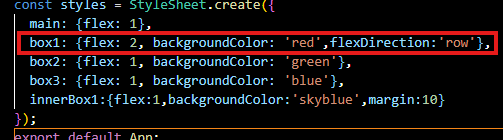 const styles = StyleSheet.create({
main: {flex: 1},
box1: {flex: 2, backgroundColor: 'red',flexDirection:'row'},
box2: {flex: 1, backgroundColor: 'green'},
box3: {flex: 1, backgroundColor: 'blue'},
innerBox1:{flex:1,backgroundColor:'skyblue',margin:10}
});
export default App;